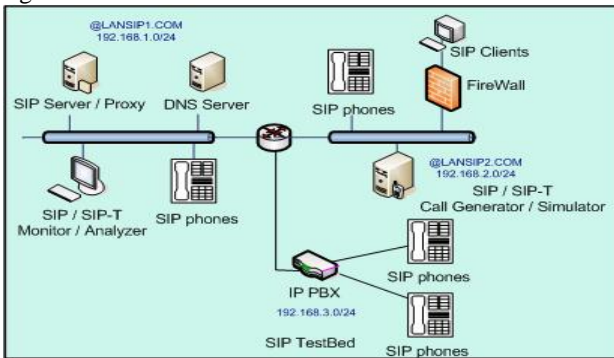 @LANSIP1.COM
192.168.1.0/24
SIP Server / Proxy
DNS Server
SIP phones
SIP Clients
FireWall
SIP / SIP-T
Monitor / Analyzer
SIP phones
@LANSIP2.COM
192.168.2.0/24
SIP / SIP-T
Call Generator / Simulator
IP PBX
192.168.3.0/24
SIP phones
SIP TestBed
SIP phones